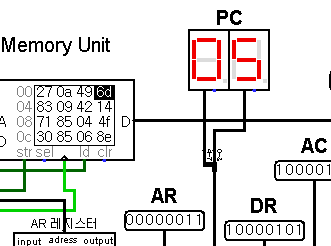 PC
Memory Unit
05
00 27 0a 49 6d
04 83 09 42 14
08 71 85 04 4f
0c 30 85 06 8e
A
D
D
str sel ld clr
AC
AR
DR
00000011
10000101
AR 레지스터
input adress output